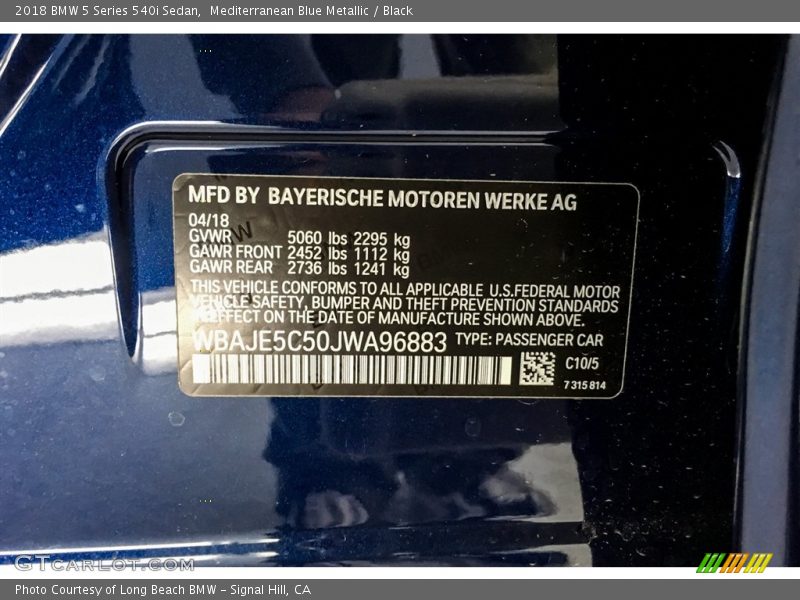 2018 BMW 5 Series 540i Sedan, Mediterranean Blue Metallic / Black
MFD BY BAYERISCHE MOTOREN WERKE AG
04/18
GVWR 5060 lbs 2295 kg
GAWR FRONT 2452 lbs 1112 kg
GAWR REAR 2736 lbs 1241 kg
THIS VEHICLE CONFORMS TO ALL APPLICABLE U.S.FEDERAL MOTOR
VEHICLE SAFETY, BUMPER AND THEFT PREVENTION STANDARDS
IN EFFECT ON THE DATE OF MANUFACTURE SHOWN ABOVE.
WBAJE5C50JWA96883 TYPE: PASSENGER CAR
C10/5
7 315 814
GTCARLOT.COM
Photo Courtesy of Long Beach BMW - Signal Hill, CA